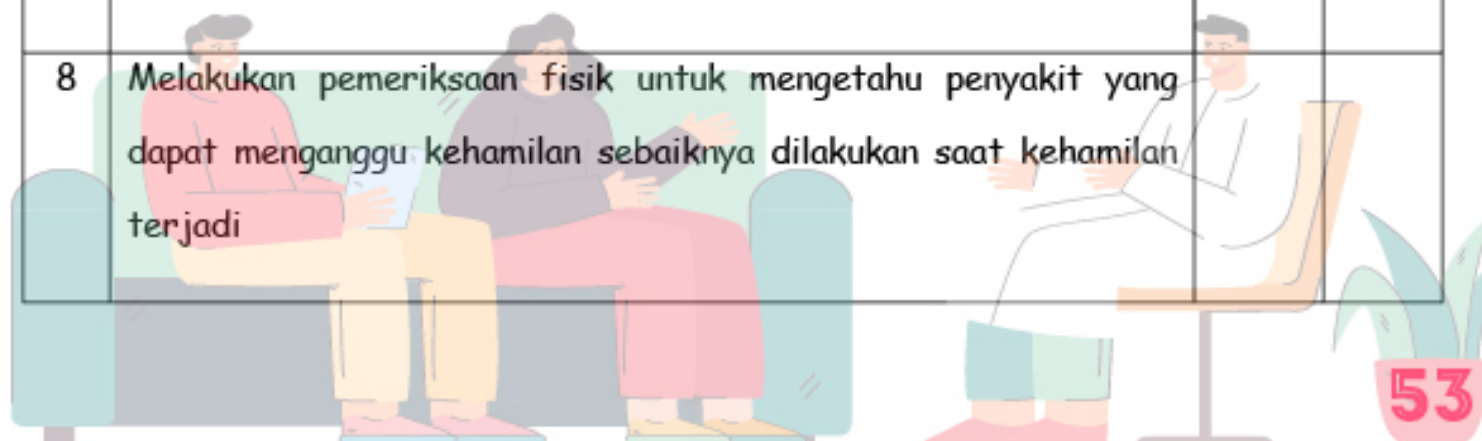 8 Melakukan pemeriksaan fisik untuk mengetahu penyakit yang
dapat menganggu kehamilan sebaiknya dilakukan saat kehamilan
terjadi
53